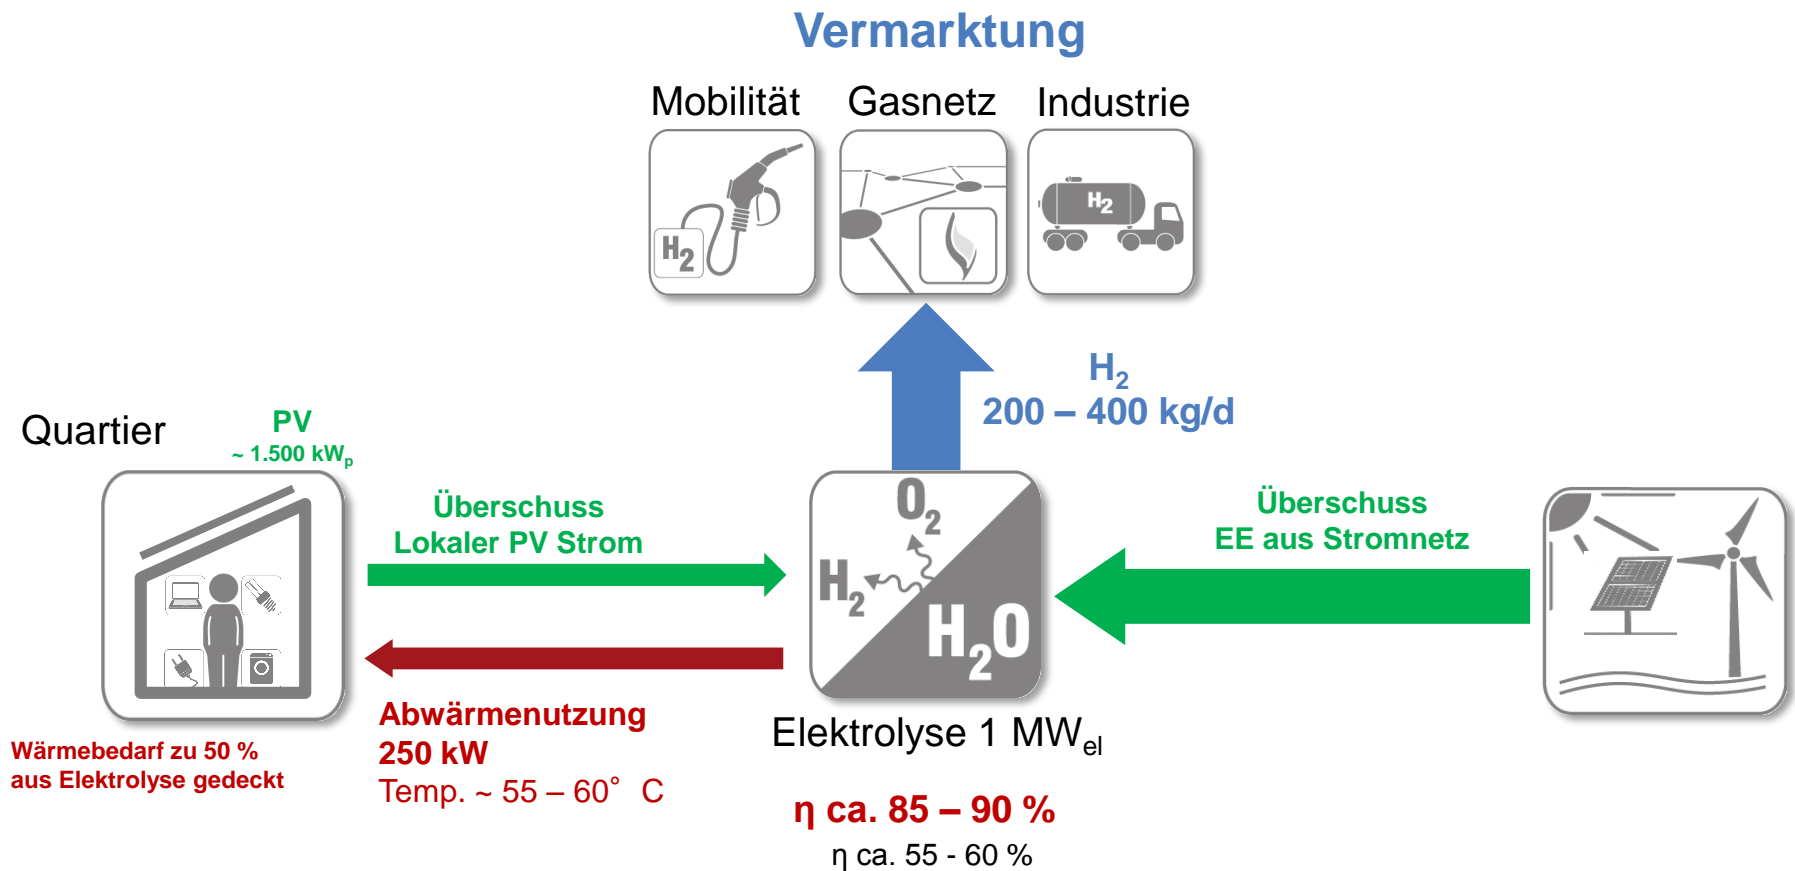 Vermarktung
Mobilität
Gasnetz
Industrie
H2
H2
H2
200 – 400 kg/d
Quartier
PV
~ 1.500 kWp
Überschuss
Lokaler PV Strom
O2
H2
H2O
Überschuss
EE aus Stromnetz
Abwärmenutzung
250 kW
Temp. ~ 55 – 60° C
Wärmebedarf zu 50 %
aus Elektrolyse gedeckt
Elektrolyse 1 MWel
η ca. 85 – 90 %
η ca. 55 - 60 %